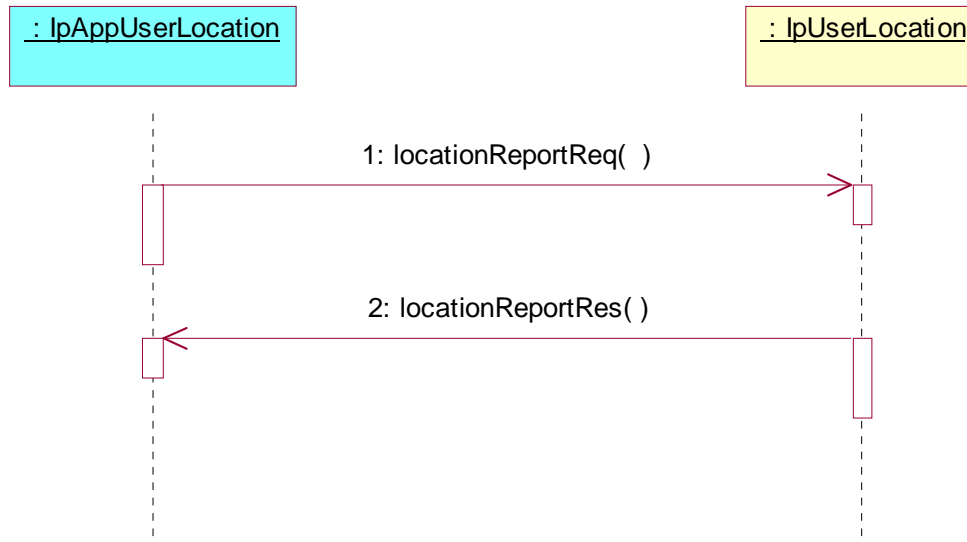 : IpAppUserLocation
: IpUserLocation
1: locationReportReq( )
2: locationReportRes( )